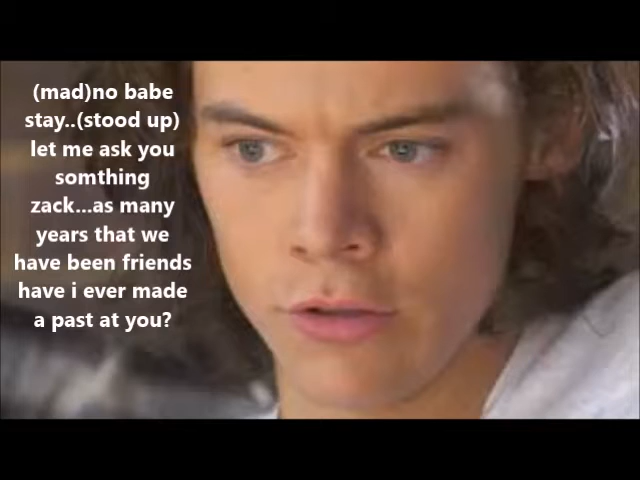 (mad)no babe
stay..(stood up)
let me ask you
somthing
zack...as many
years that we
have been friends
have i ever made
a past at you?